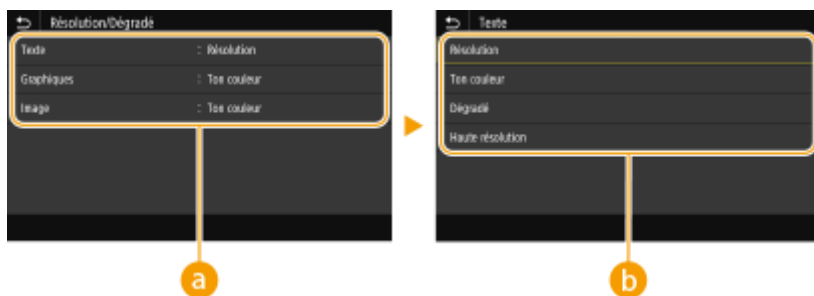 Résolution/Dégradé
Texte : Résolution
Graphiques : Ton couleur
Image : Ton couleur
a
Texte
Résolution
Ton couleur
Dégradé
Haute résolution
b